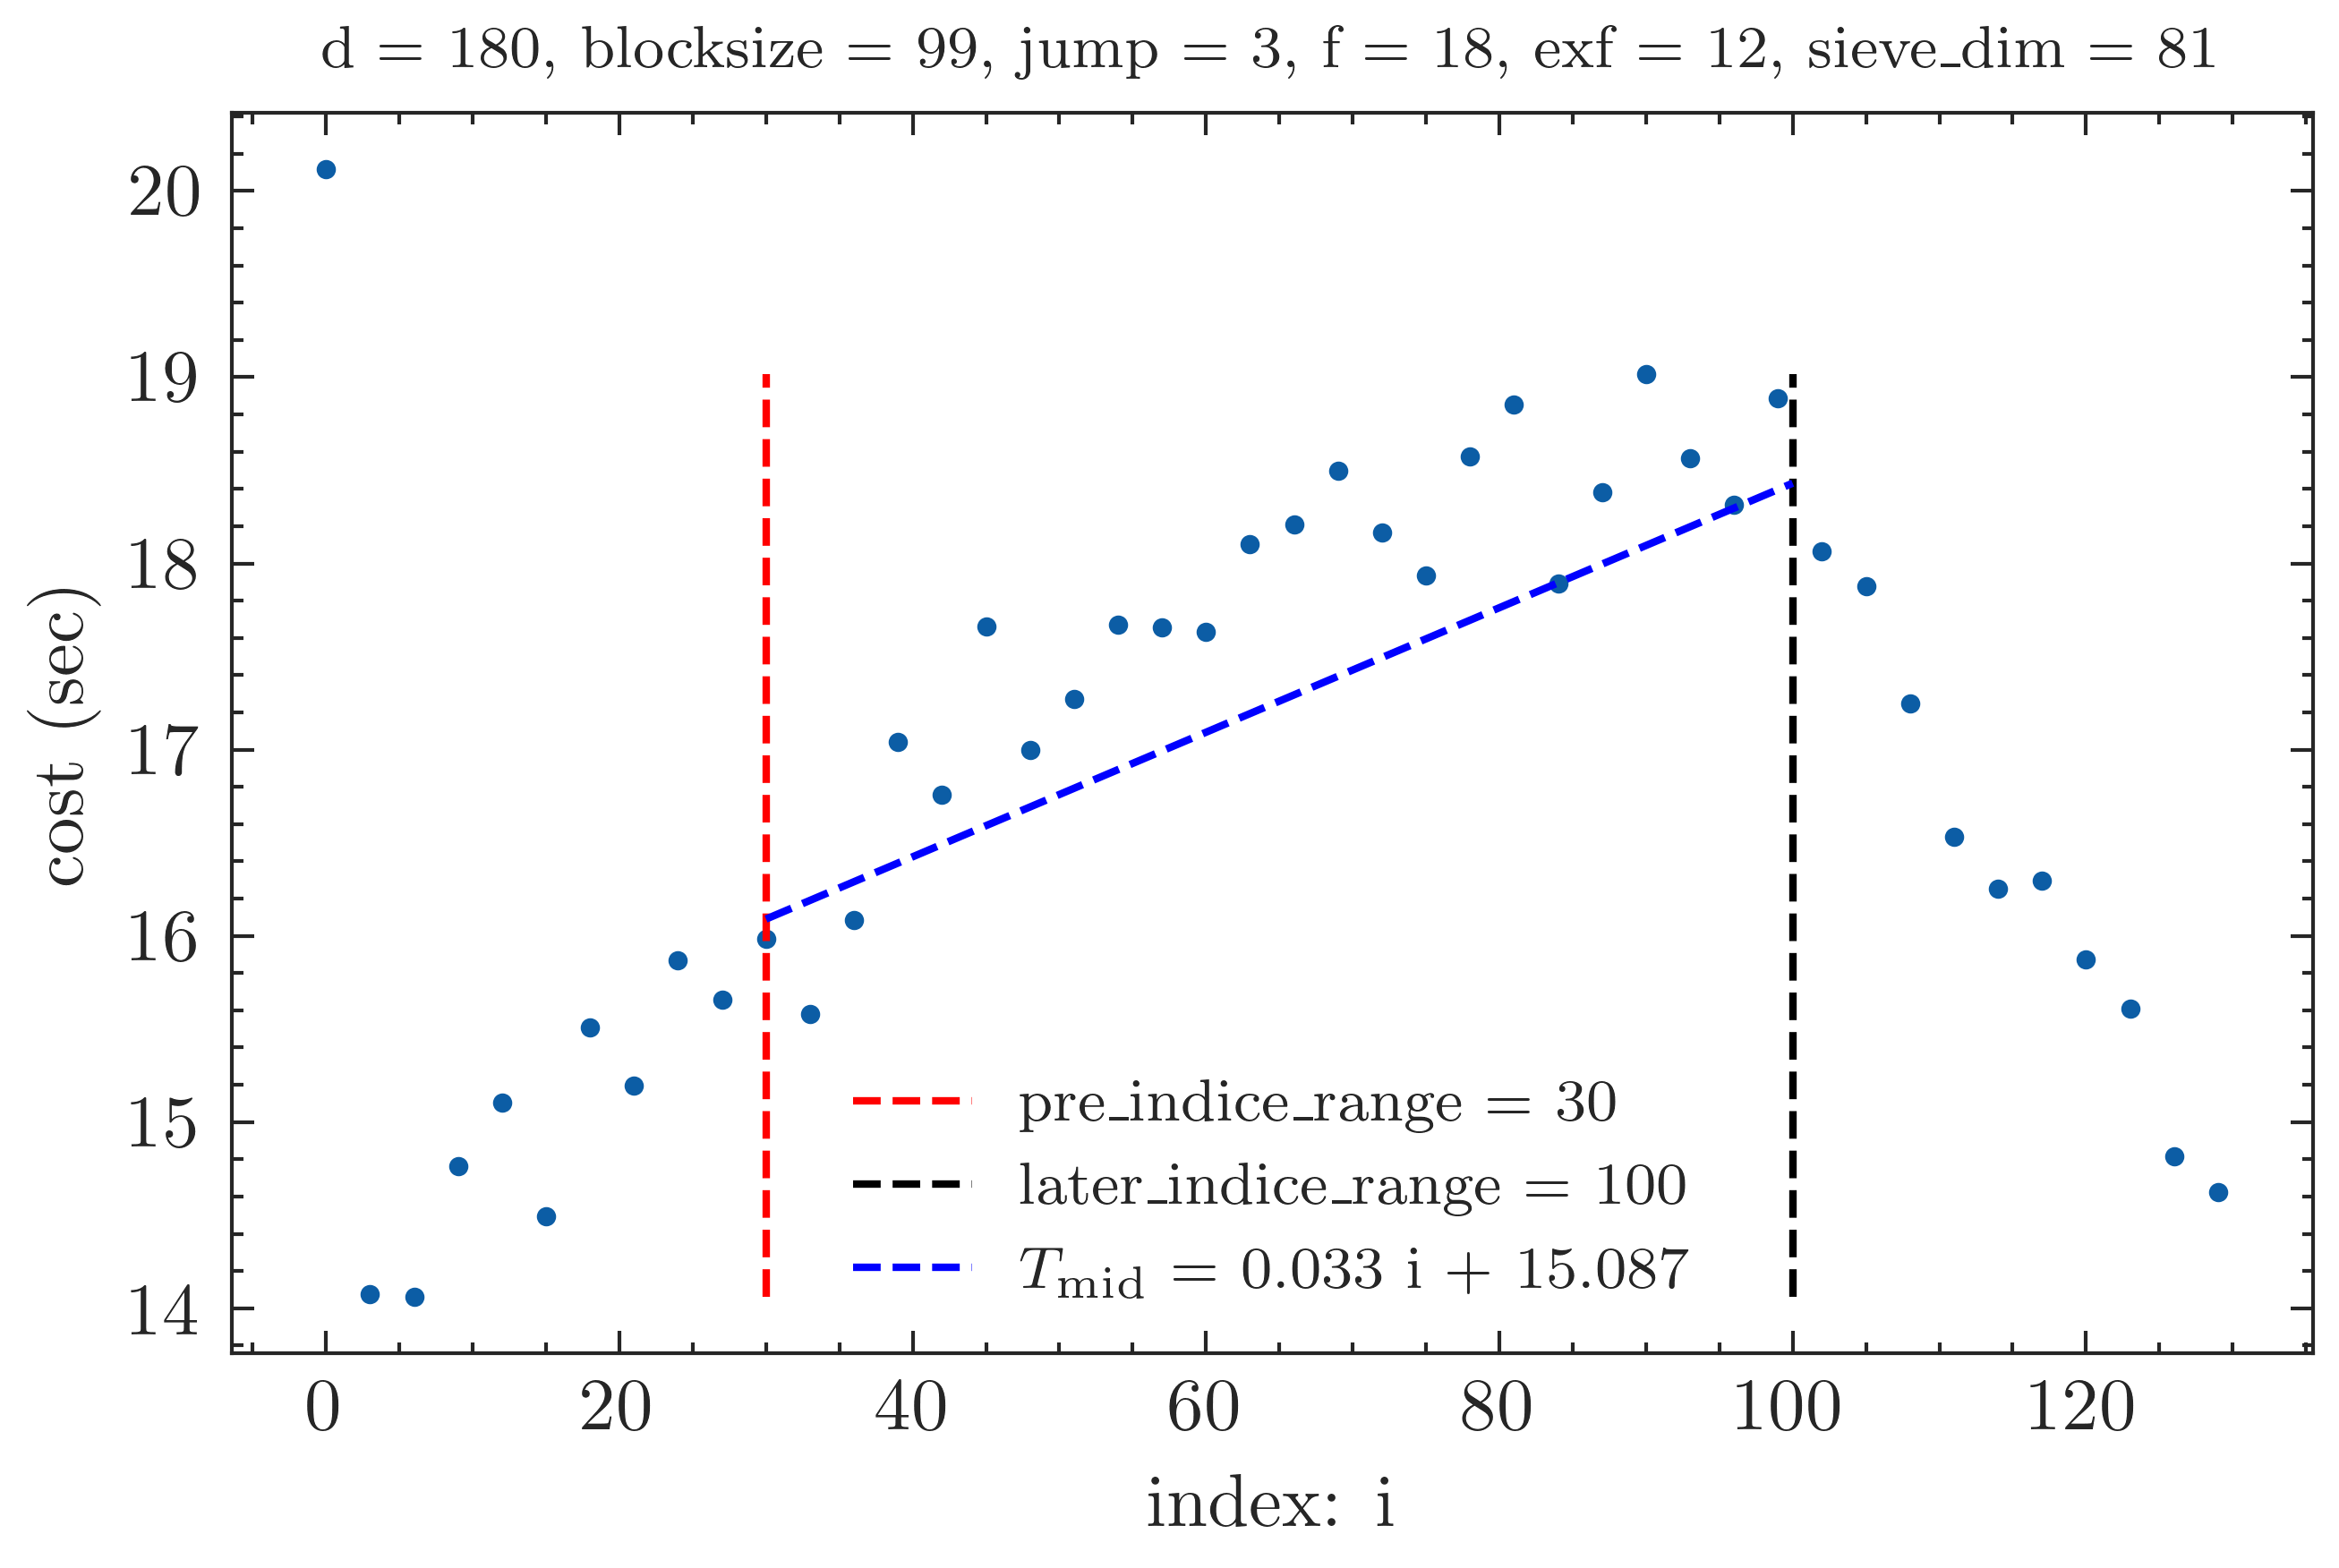 d = 180, blocksize = 99, jump = 3, f = 18, exf = 12, sieve_dim = 81
20
19
18
17
16
15
14
cost (sec)
pre_indice_range = 30
later_indice_range = 100
T_mid = 0.033 i + 15.087
0 20 40 60 80 100 120
index: i